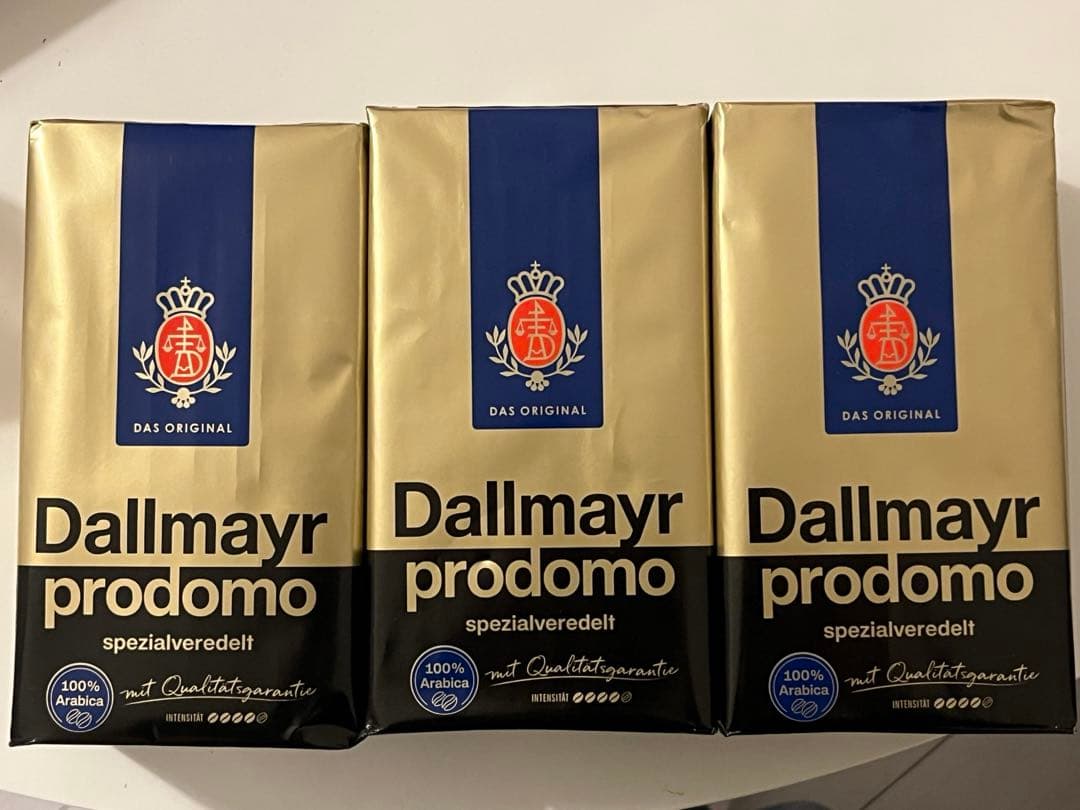 DAS ORIGINAL
Dallmayr
prodomo
spezialveredelt
100%
Arabica
mit Qualitätsgarantie
INTENSITÄT
DAS ORIGINAL
Dallmayr
prodomo
spezialveredelt
100%
Arabica
mit Qualitätsgarantie
INTENSITÄT
DAS ORIGINAL
Dallmayr
prodomo
spezialveredelt
100%
Arabica
mit Qualitätsgarantie
INTENSITÄT